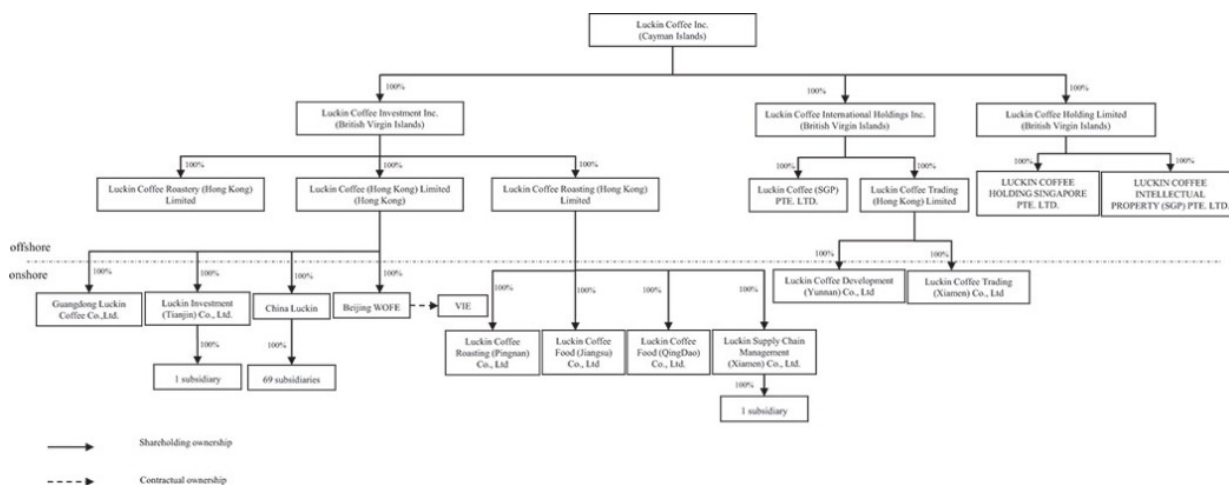 Luckin Coffee Inc.
(Cayman Islands)
100%
100%
100%
Luckin Coffee Investment Inc.
(British Virgin Islands)
Luckin Coffee International Holdings Inc.
(British Virgin Islands)
Luckin Coffee Holding Limited
(British Virgin Islands)
100%
100%
100%
100%
100%
100%
100%
Luckin Coffee Roastery (Hong Kong)
Limited
Luckin Coffee (Hong Kong) Limited
(Hong Kong)
Luckin Coffee Roasting (Hong Kong)
Limited
Luckin Coffee (SGP)
PTE. LTD.
Luckin Coffee Trading
(Hong Kong) Limited
LUCKIN COFFEE
HOLDING SINGAPORE
PTE. LTD.
LUCKIN COFFEE
INTELLECTUAL
PROPERTY (SGP) PTE. LTD.
offshore
onshore
100%
100%
100%
100%
100%
100%
Luckin Coffee Development
(Yunnan) Co., Ltd
Luckin Coffee Trading
(Xiamen) Co., Ltd
Guangdong Luckin
Coffee Co.,Ltd.
Luckin Investment
(Tianjin) Co., Ltd.
China Luckin
Beijing WOFE
VIE
100%
100%
100%
100%
Luckin Coffee
Roasting (Pingnan)
Co., Ltd
Luckin Coffee
Food (Jiangsu) Co.,
Ltd
Luckin Coffee
Food (QingDao) Co.,
Ltd.
Luckin Supply Chain
Management
(Xiamen) Co., Ltd.
100%
100%
1 subsidiary
69 subsidiaries
100%
1 subsidiary
Shareholding ownership
Contractual ownership